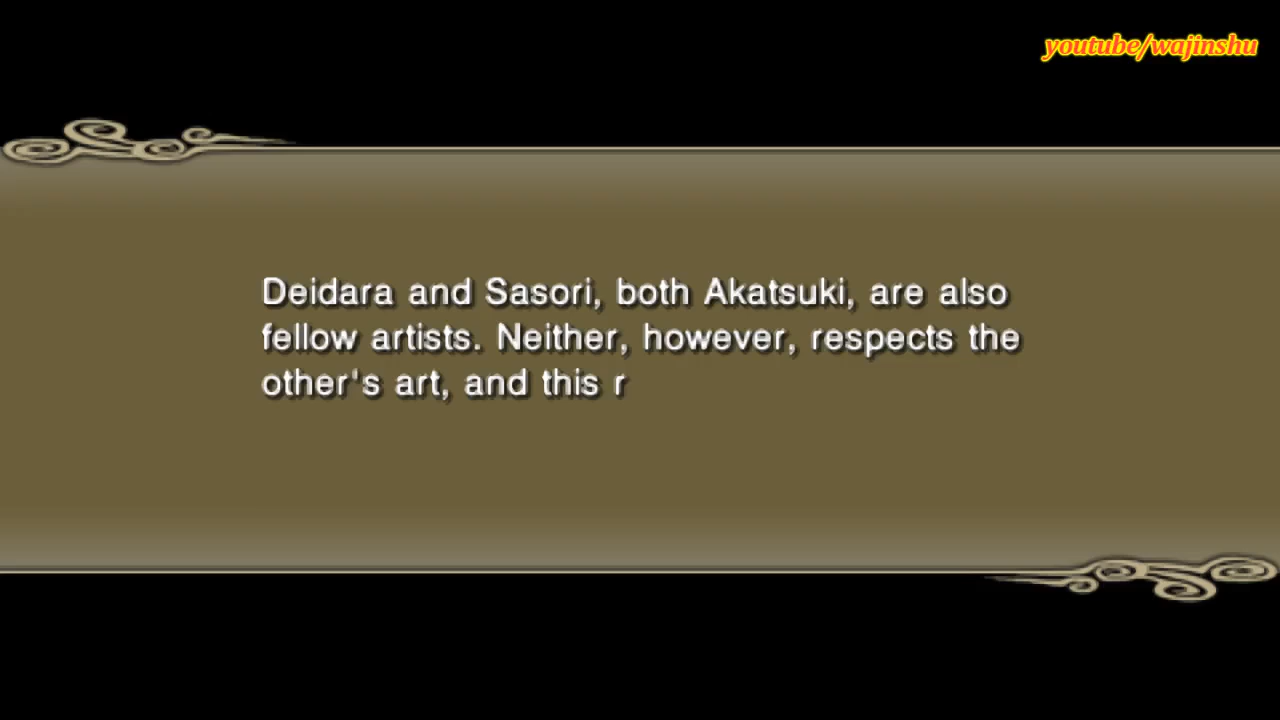 youtube/wajinshu
Deidara and Sasori, both Akatsuki, are also
fellow artists. Neither, however, respects the
other's art, and this r